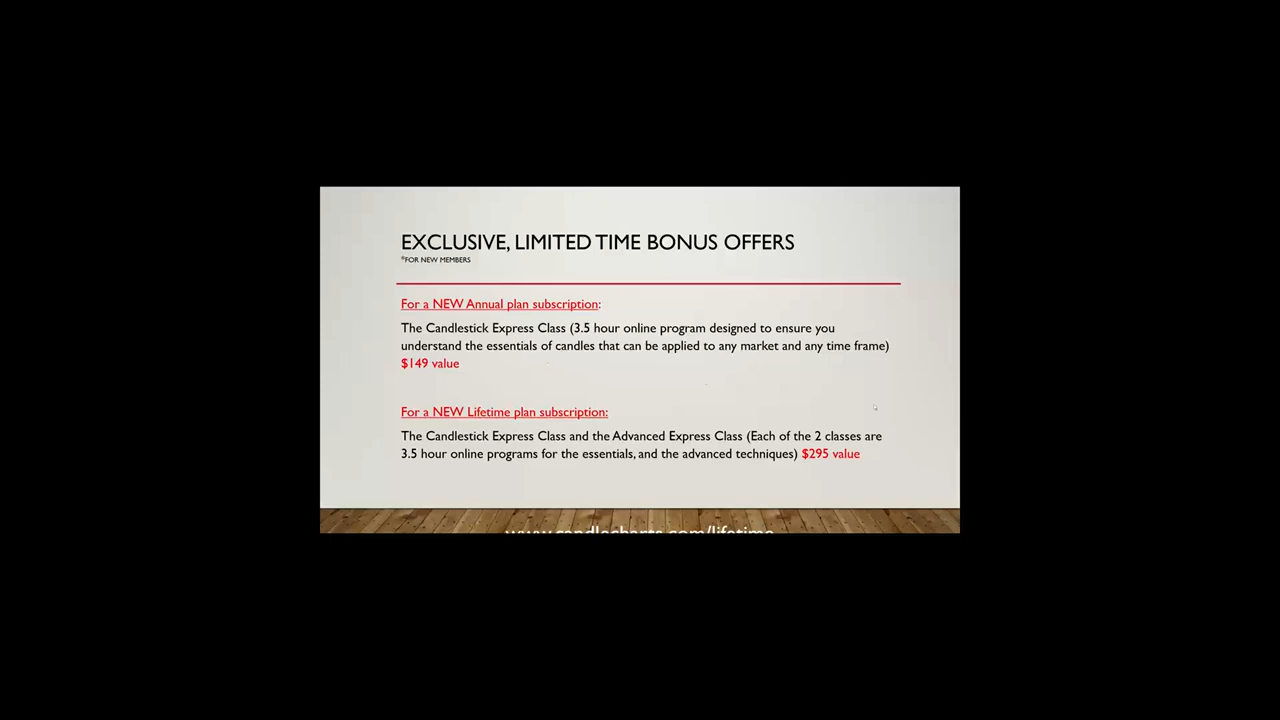 EXCLUSIVE, LIMITED TIME BONUS OFFERS
*FOR NEW MEMBERS
For a NEW Annual plan subscription:
The Candlestick Express Class (3.5 hour online program designed to ensure you
understand the essentials of candles that can be applied to any market and any time frame)
$149 value
For a NEW Lifetime plan subscription:
The Candlestick Express Class and the Advanced Express Class (Each of the 2 classes are
3.5 hour online programs for the essentials, and the advanced techniques) $295 value
www.candlecharts.com/lifetime